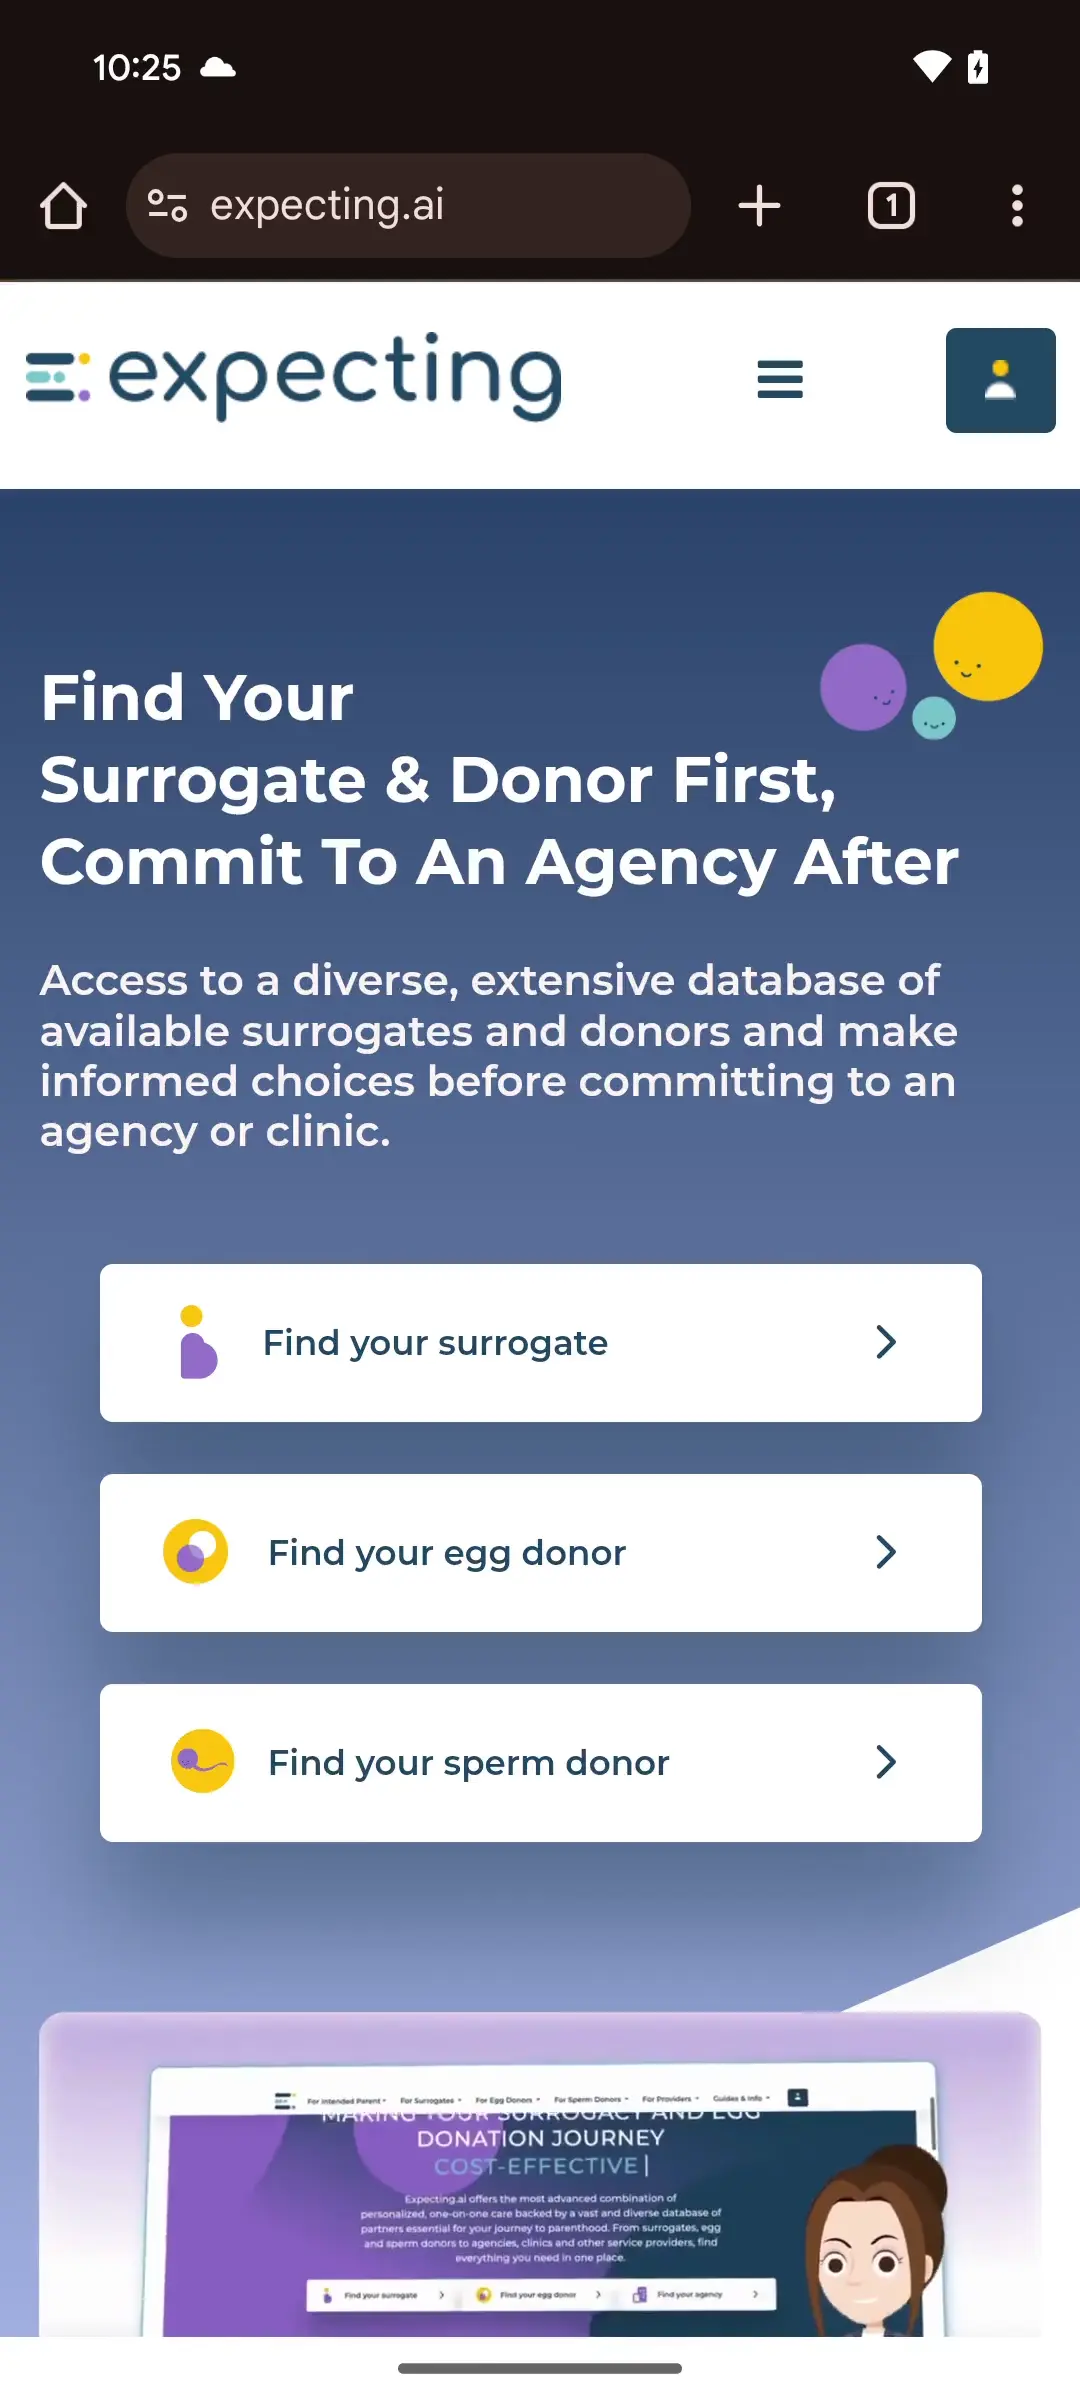 10:25
expecting.ai
1
expecting
Find Your
Surrogate & Donor First,
Commit To An Agency After
Access to a diverse, extensive database of
available surrogates and donors and make
informed choices before committing to an
agency or clinic.
Find your surrogate
Find your egg donor
Find your sperm donor
For Intended Parent For Surrogates For Egg Donors For Sperm Donors For Providers Guides & Info
MAKING YOUR SURROGACY AND EGG
DONATION JOURNEY
COST-EFFECTIVE|
Expecting.ai offers the most advanced combination of
personalized, one-on-one care backed by a vast and diverse database of
partners essential for your journey to parenthood. From surrogates, egg
and sperm donors to agencies, clinics and other service providers, find
everything you need in one place.
Find your surrogate Find your egg donor Find your agency